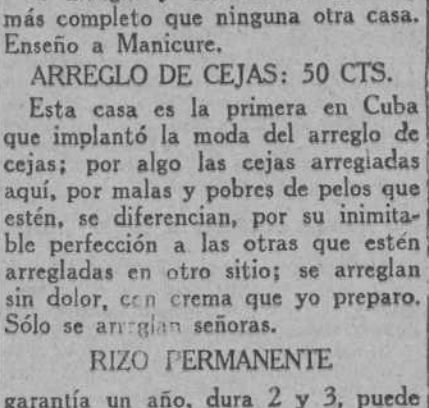 más completo que ninguna otra casa.
Enseño a Manicure.
ARREGLO DE CEJAS: 50 CTS.
Esta casa es la primera en Cuba
que implantó la moda del arreglo de
cejas; por algo las cejas arregladas
aquí, por malas y pobres de pelos que
estén, se diferencian, por su inimita-
ble perfección a las otras que estén
arregladas en otro sitio; se arreglan
sin dolor, con crema que yo preparo.
Sólo se arreglan señoras.
RIZO PERMANENTE
garantía un año, dura 2 y 3, puede